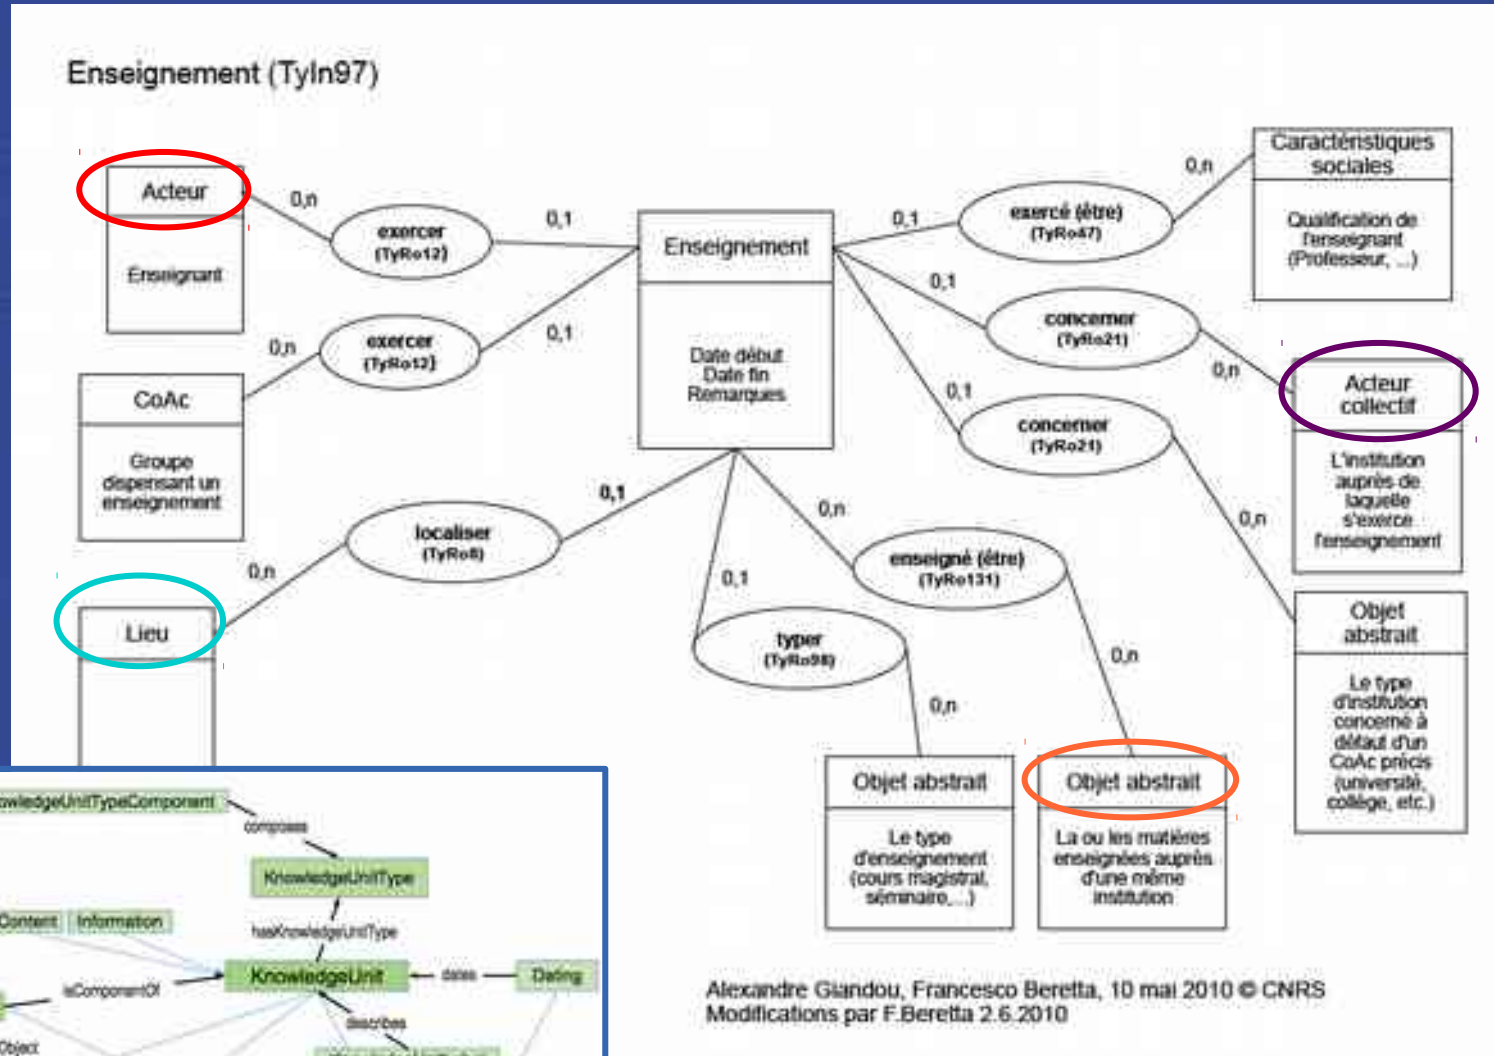 Enseignement (TyIn97)
Acteur
Enseignant
0,n
exercer
(TyRo12)
0,1
CoAc
Groupe
dispensant un
enseignement
0,n
exercer
(TyRo12)
0,1
Lieu
0,n
localiser
(TyRo8)
0,1
Enseignement
Date début
Date fin
Remarques
0,1
exercé (être)
(TyRo47)
0,n
Caractéristiques
sociales
Qualification de
l'enseignant
(Professeur, ...)
0,1
concerner
(TyRo21)
0,n
Acteur
collectif
L'institution
auprès de
laquelle
s'exerce
l'enseignement
0,1
concerner
(TyRo21)
0,n
Objet
abstrait
Le type
d'institution
concerné à
défaut d'un
CoAc précis
(université,
collège, etc.)
0,n
enseigné (être)
(TyRo131)
0,n
Objet abstrait
La ou les matières
enseignées auprès
d'une même
institution
0,1
typer
(TyRo98)
0,n
Objet abstrait
Le type
d'enseignement
(cours magistral,
séminaire,...)
owledgeUnitTypeComponent
composes
KnowledgeUnitType
Content
Information
hasKnowledgeUnitType
KnowledgeUnit
dates
Dating
isComponentOf
describes
Object
Alexandre Giandou, Francesco Beretta, 10 mai 2010 © CNRS
Modifications par F.Beretta 2.6.2010